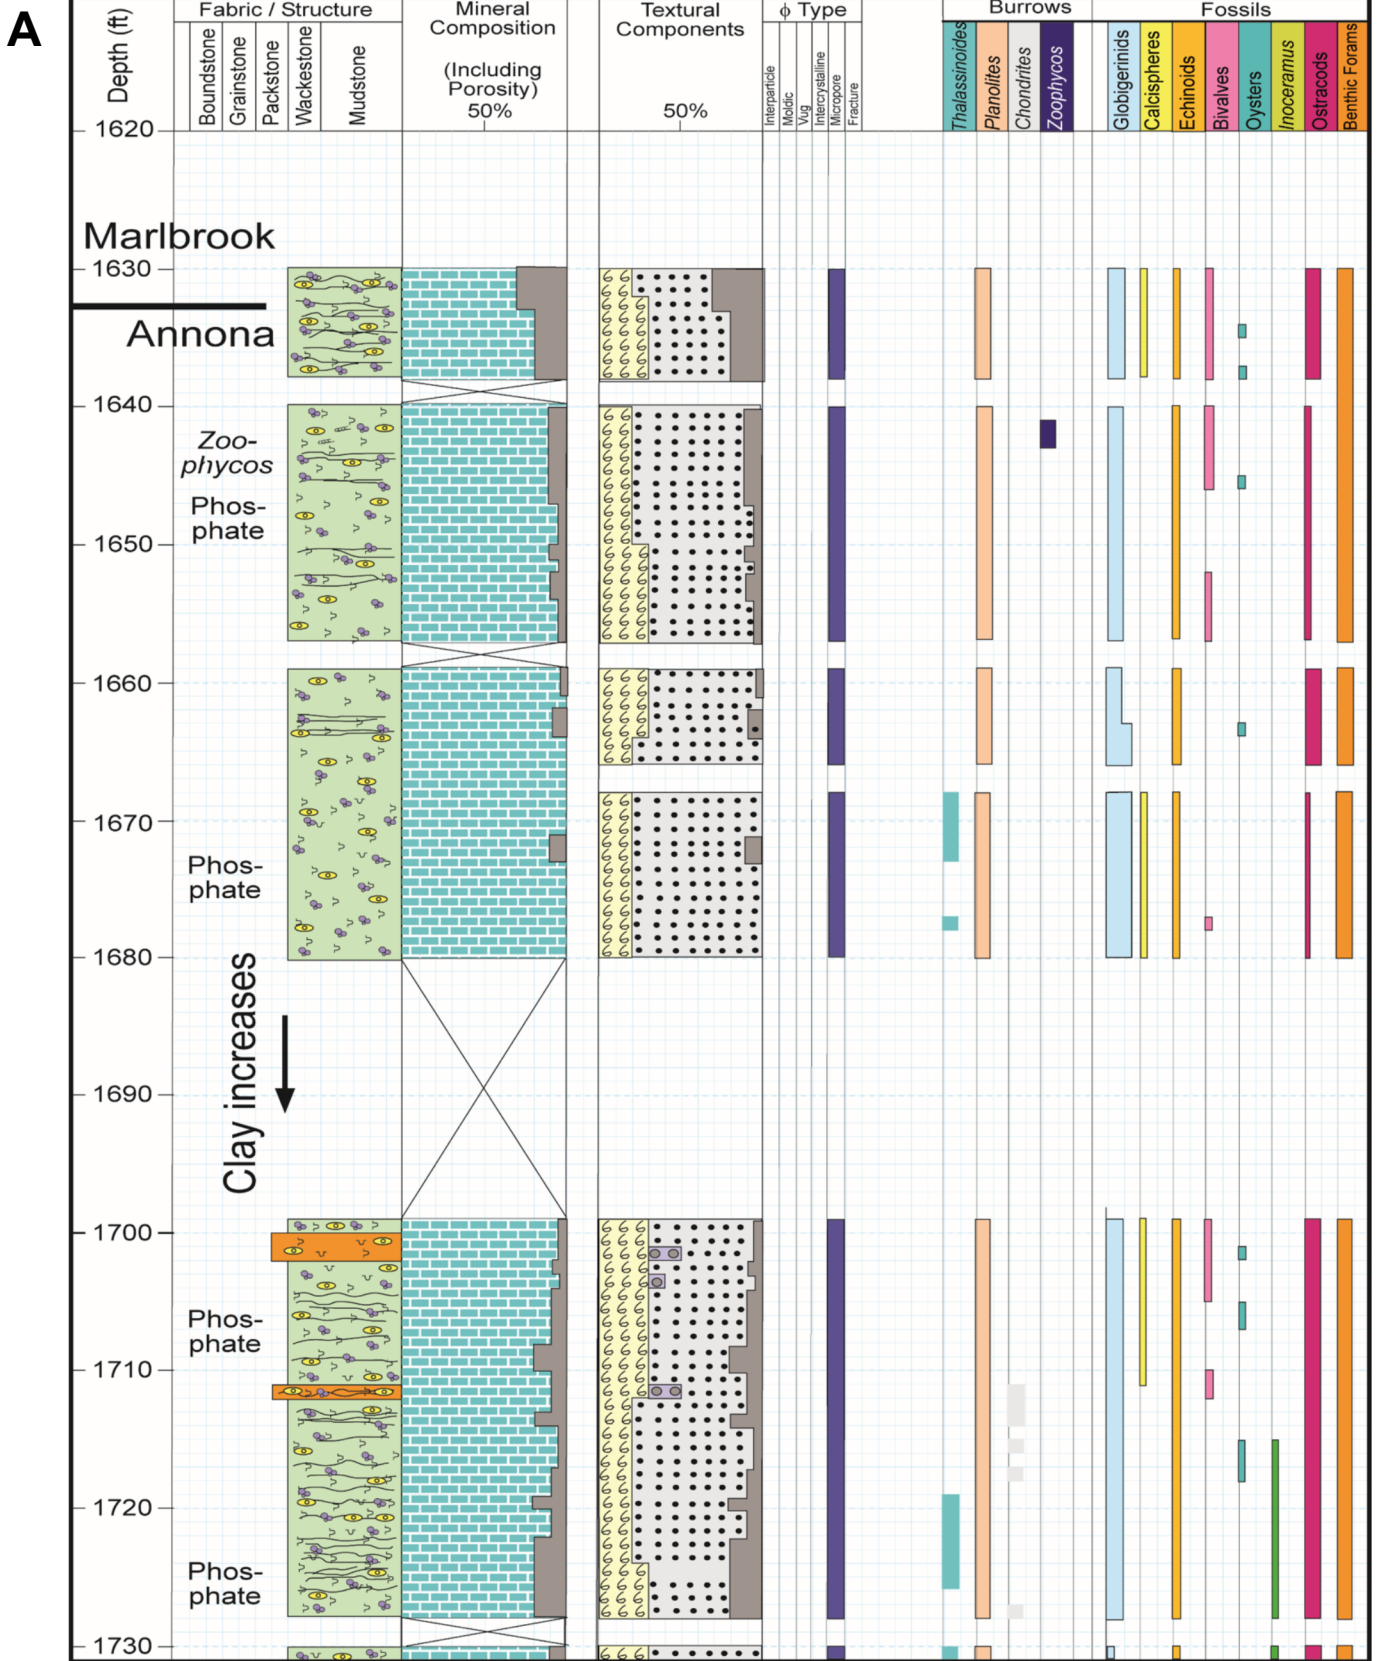 A
Depth (ft)
Fabric / Structure
Boundstone
Grainstone
Packstone
Wackestone
Mudstone
Mineral
Composition
(Including
Porosity)
50%
Textural
Components
50%
ϕ Type
Interparticle
Moldic
Vug
Intercrystalline
Micropore
Fracture
Burrows
Thalassinoides
Planolites
Chondrites
Zoophycos
Fossils
Globigerinids
Calcispheres
Echinoids
Bivalves
Oysters
Inoceramus
Ostracods
Benthic Forams
1620
Marlbrook
1630
Annona
1640
Zoo-
phycos
Phos-
phate
1650
1660
1670
Phos-
phate
1680
Clay increases
1690
1700
Phos-
phate
1710
1720
Phos-
phate
1730